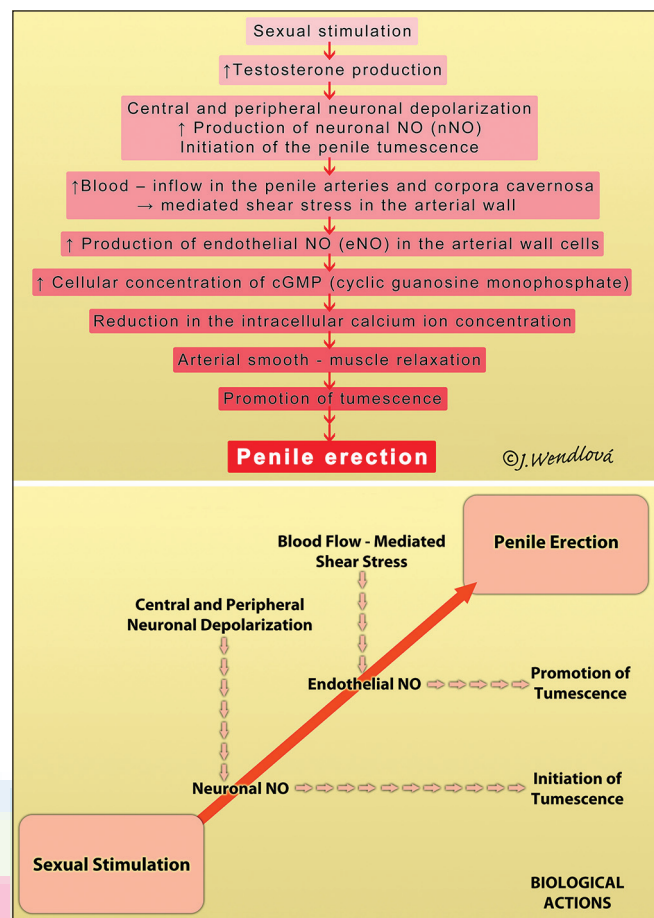 Sexual stimulation
↑Testosterone production
Central and peripheral neuronal depolarization
↑ Production of neuronal NO (nNO)
Initiation of the penile tumescence
↑Blood – inflow in the penile arteries and corpora cavernosa
→ mediated shear stress in the arterial wall
↑ Production of endothelial NO (eNO) in the arterial wall cells
↑ Cellular concentration of cGMP (cyclic guanosine monophosphate)
Reduction in the intracellular calcium ion concentration
Arterial smooth - muscle relaxation
Promotion of tumescence
Penile erection
©J.Wendlová
Penile Erection
Blood Flow - Mediated
Shear Stress
Central and Peripheral
Neuronal Depolarization
Endothelial NO
Promotion of
Tumescence
Neuronal NO
Initiation of
Tumescence
Sexual Stimulation
BIOLOGICAL
ACTIONS